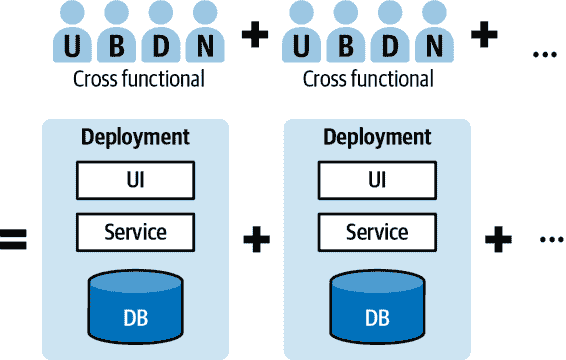 U B D N + U B D N + ...
Cross functional Cross functional
Deployment Deployment
UI UI
= Service + Service + ...
DB DB